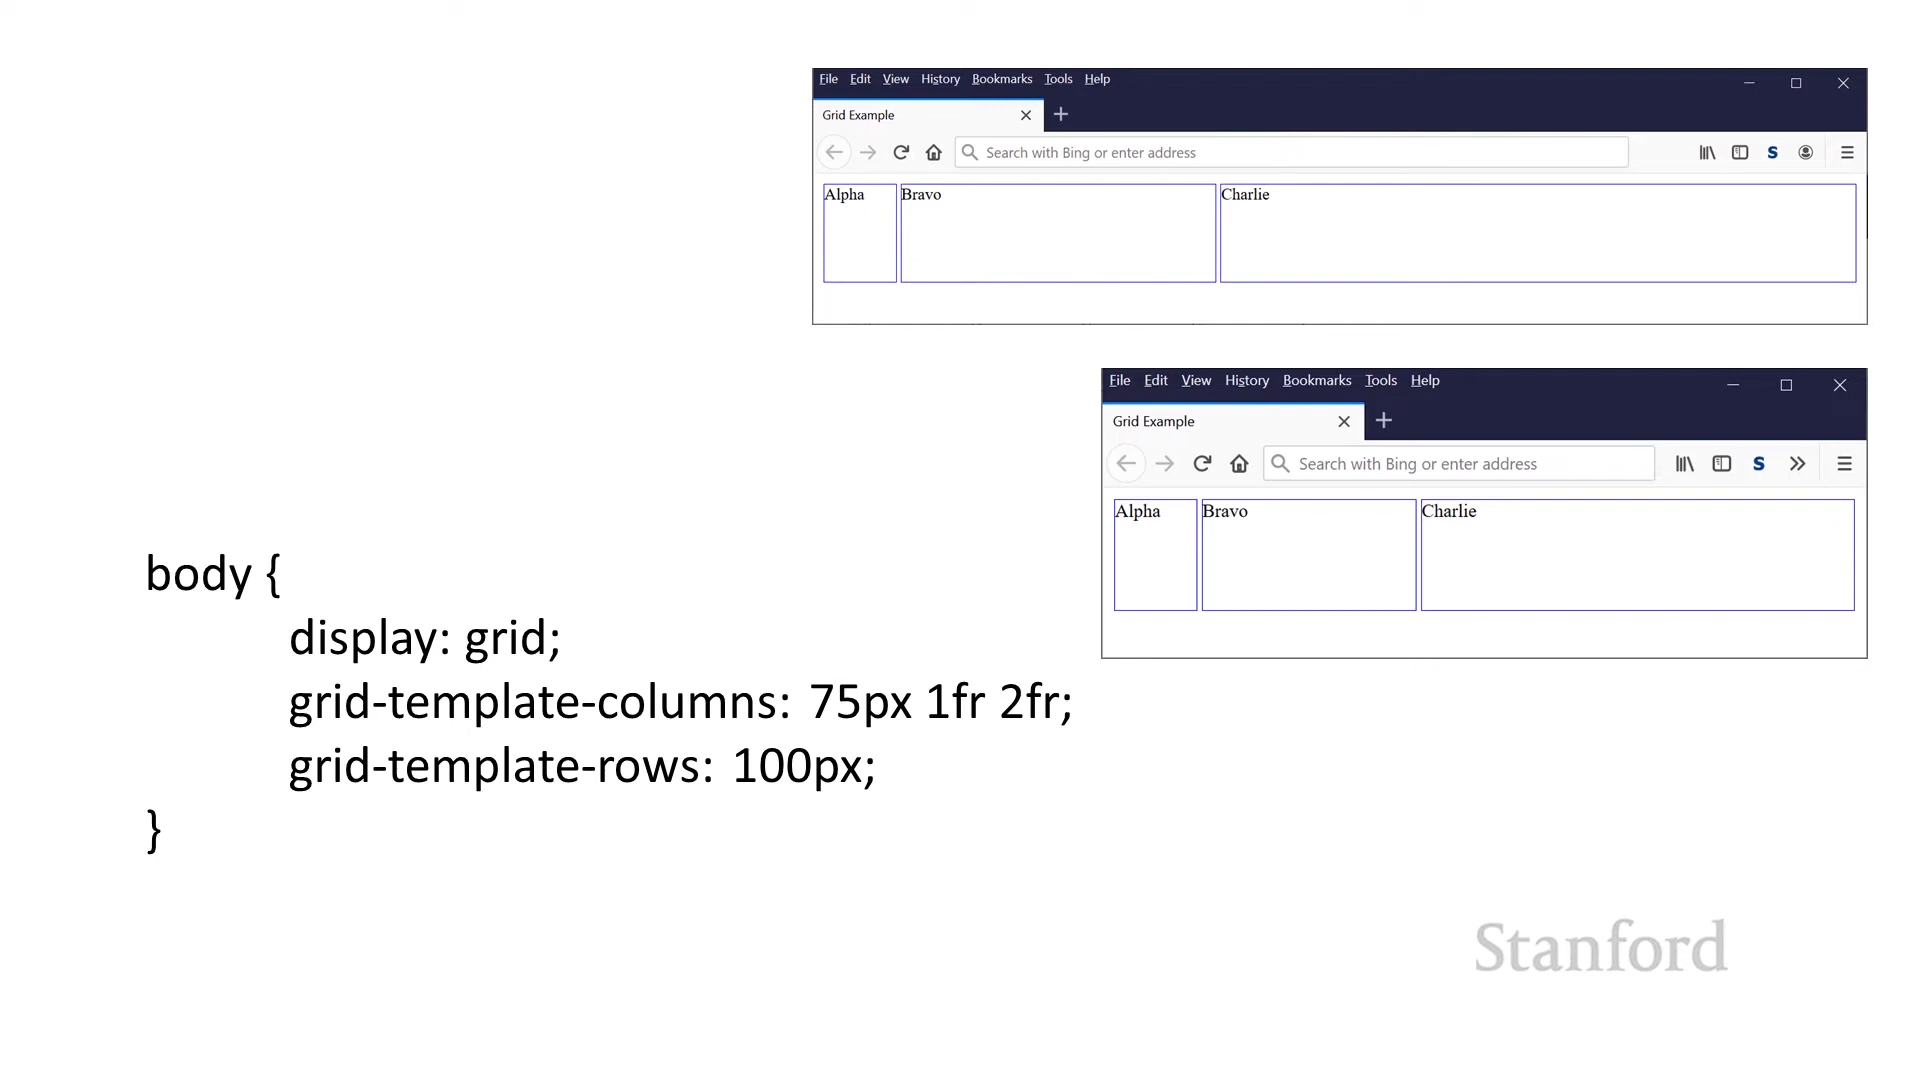 File Edit View History Bookmarks Tools Help
Grid Example
Search with Bing or enter address
S
Alpha Bravo Charlie
File Edit View History Bookmarks Tools Help
Grid Example
Search with Bing or enter address
S
Alpha Bravo Charlie
body {
display: grid;
grid-template-columns: 75px 1fr 2fr;
grid-template-rows: 100px;
}
Stanford